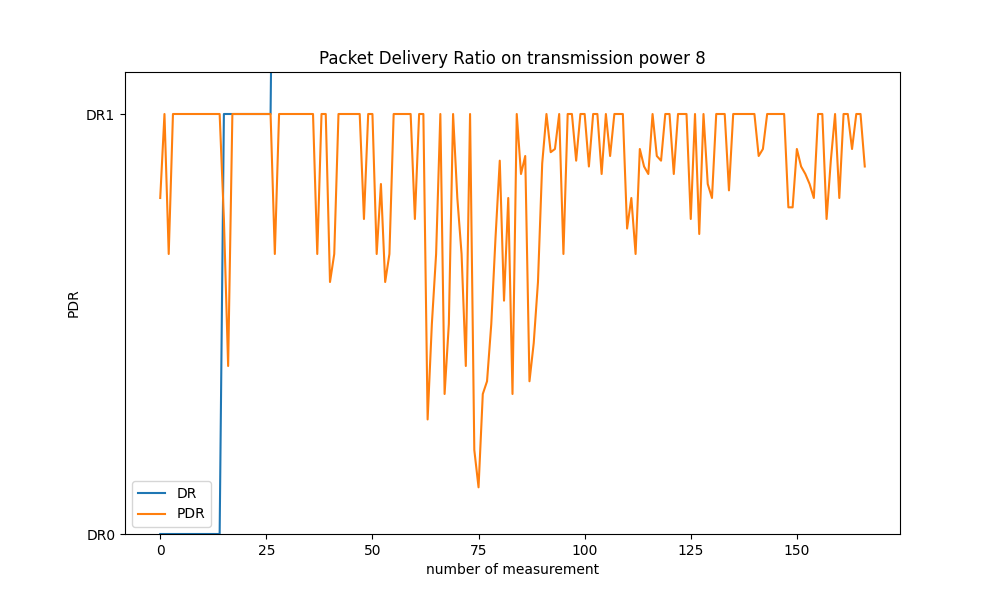 Packet Delivery Ratio on transmission power 8
DR1
PDR
DR0
DR
PDR
0 25 50 75 100 125 150
number of measurement